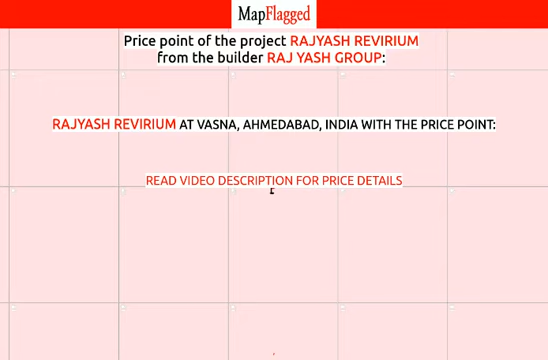 MapFlagged
Price point of the project RAJYASH REVIRIUM
from the builder RAJ YASH GROUP:
RAJYASH REVIRIUM AT VASNA, AHMEDABAD, INDIA WITH THE PRICE POINT:
READ VIDEO DESCRIPTION FOR PRICE DETAILS